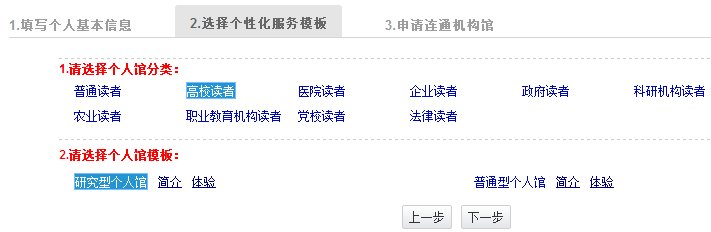 1.填写个人基本信息 2.选择个性化服务模板 3.申请连通机构馆
1.请选择个人馆分类：
普通读者 高校读者 医院读者 企业读者 政府读者 科研机构读者
农业读者 职业教育机构读者 党校读者 法律读者
2.请选择个人馆模板：
研究型个人馆 简介 体验 普通型个人馆 简介 体验
上一步 下一步